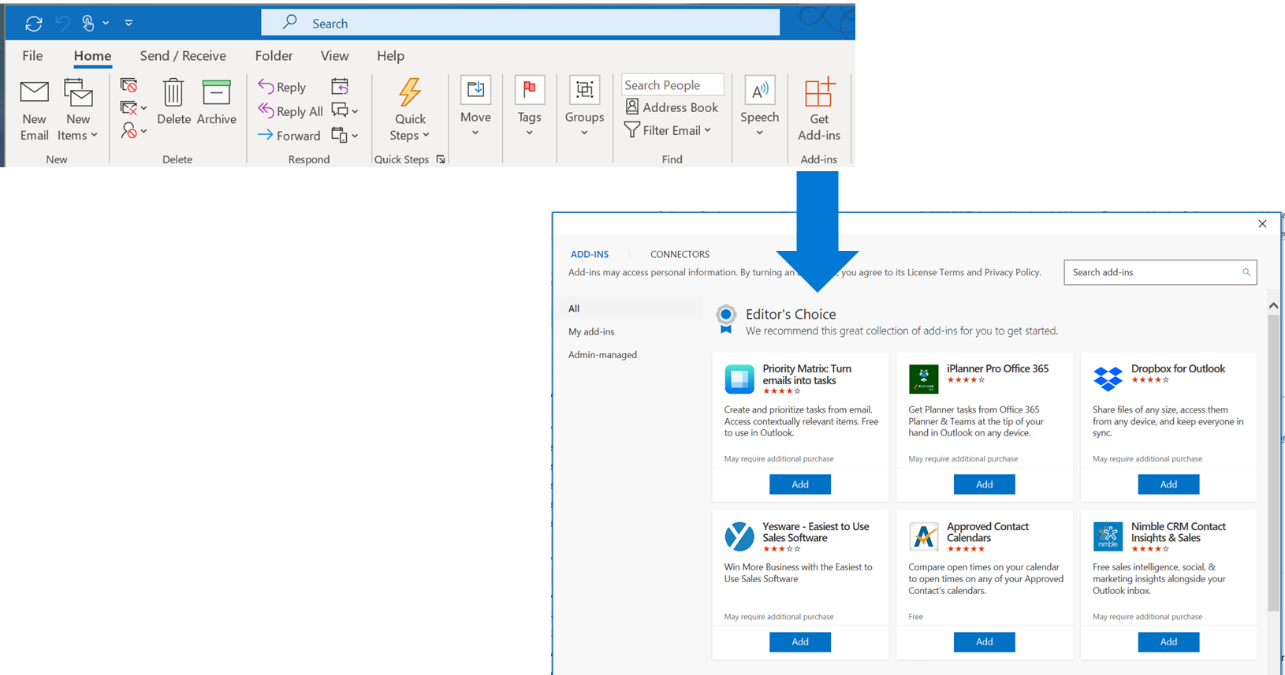 Search
File Home Send / Receive Folder View Help
New Email
New Items
Delete
Archive
Reply
Reply All
Forward
Quick Steps
Move
Tags
Groups
Search People
Address Book
Filter Email
Speech
Get Add-ins
New
Delete
Respond
Quick Steps
Find
Add-ins
ADD-INS
CONNECTORS
Add-ins may access personal information. By turning an you agree to its License Terms and Privacy Policy.
Search add-ins
All
My add-ins
Admin-managed
Editor's Choice
We recommend this great collection of add-ins for you to get started.
Priority Matrix: Turn
emails into tasks
Create and prioritize tasks from email.
Access contextually relevant items. Free
to use in Outlook.
May require additional purchase
Add
iPlanner Pro Office 365
Get Planner tasks from Office 365
Planner & Teams at the tip of your
hand in Outlook on any device.
May require additional purchase
Add
Dropbox for Outlook
Share files of any size, access them
from any device, and keep everyone in
sync.
May require additional purchase
Add
Yesware - Easiest to Use
Sales Software
Win More Business with the Easiest to
Use Sales Software
May require additional purchase
Add
Approved Contact
Calendars
Compare open times on your calendar
to open times on any of your Approved
Contact's calendars.
Free
Add
nimble
Nimble CRM Contact
Insights & Sales
Free sales intelligence, social, &
marketing insights alongside your
Outlook inbox.
May require additional purchase
Add